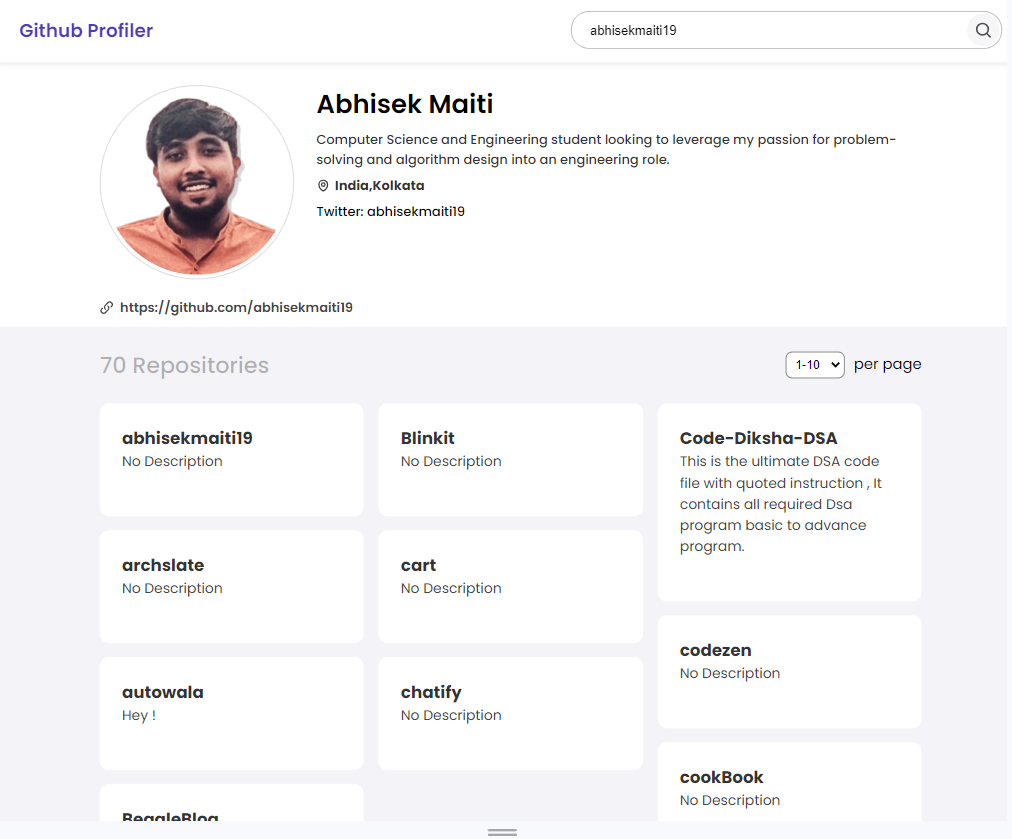 Github Profiler
abhisekmaiti19
Abhisek Maiti
Computer Science and Engineering student looking to leverage my passion for problem-
solving and algorithm design into an engineering role.
India,Kolkata
Twitter: abhisekmaiti19
https://github.com/abhisekmaiti19
70 Repositories
1-10
per page
abhisekmaiti19
No Description
archslate
No Description
autowala
Hey !
BeagleBlog
Blinkit
No Description
cart
No Description
chatify
No Description
Code-Diksha-DSA
This is the ultimate DSA code
file with quoted instruction , It
contains all required Dsa
program basic to advance
program.
codezen
No Description
cookBook
No Description